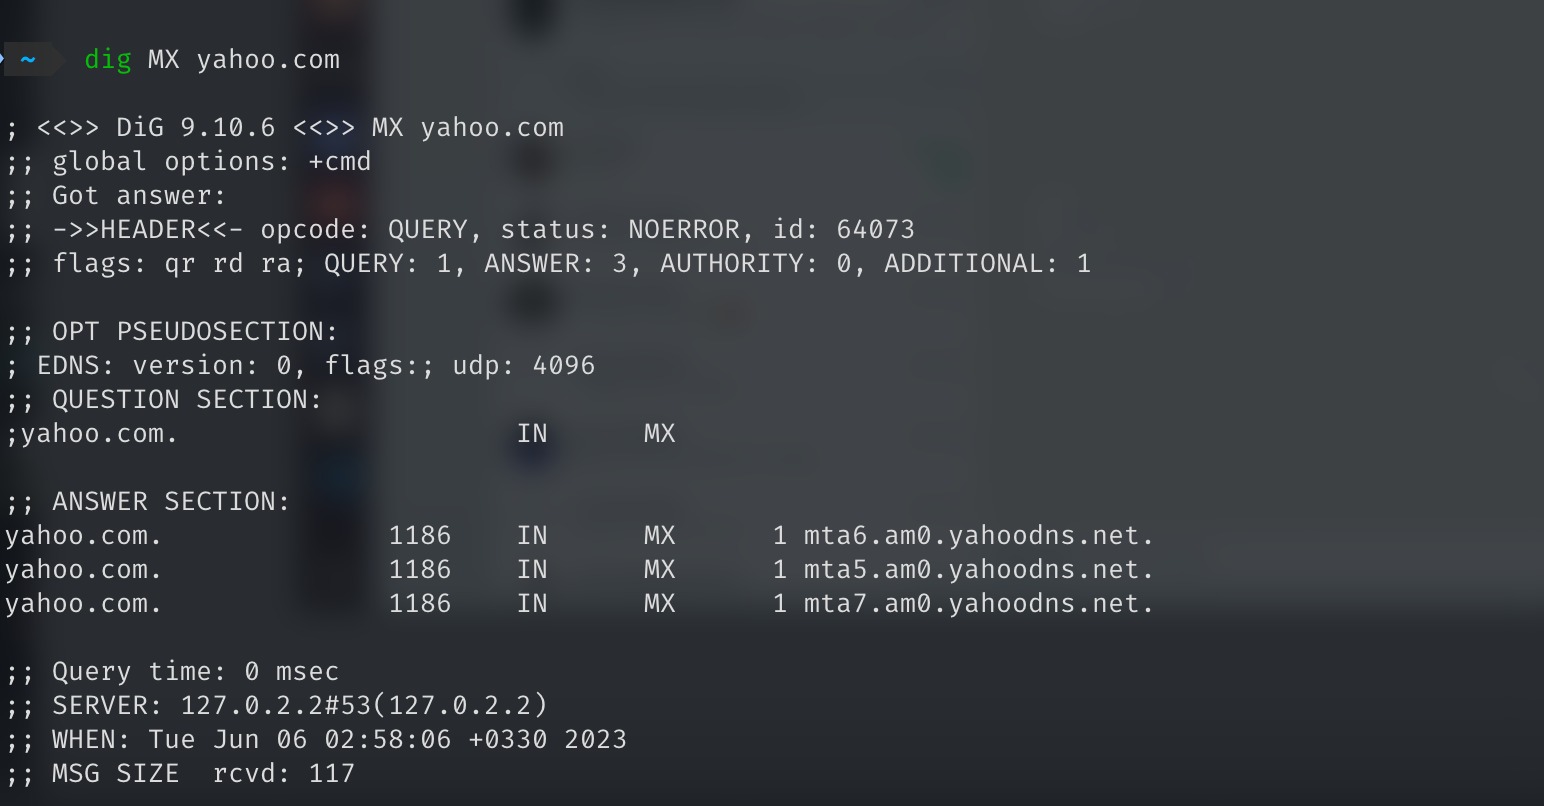 ~ dig MX yahoo.com
; <<>> DiG 9.10.6 <<>> MX yahoo.com
;; global options: +cmd
;; Got answer:
;; ->>HEADER<<- opcode: QUERY, status: NOERROR, id: 64073
;; flags: qr rd ra; QUERY: 1, ANSWER: 3, AUTHORITY: 0, ADDITIONAL: 1
;; OPT PSEUDOSECTION:
; EDNS: version: 0, flags:; udp: 4096
;; QUESTION SECTION:
;yahoo.com. IN MX
;; ANSWER SECTION:
yahoo.com. 1186 IN MX 1 mta6.am0.yahoodns.net.
yahoo.com. 1186 IN MX 1 mta5.am0.yahoodns.net.
yahoo.com. 1186 IN MX 1 mta7.am0.yahoodns.net.
;; Query time: 0 msec
;; SERVER: 127.0.2.2#53(127.0.2.2)
;; WHEN: Tue Jun 06 02:58:06 +0330 2023
;; MSG SIZE rcvd: 117